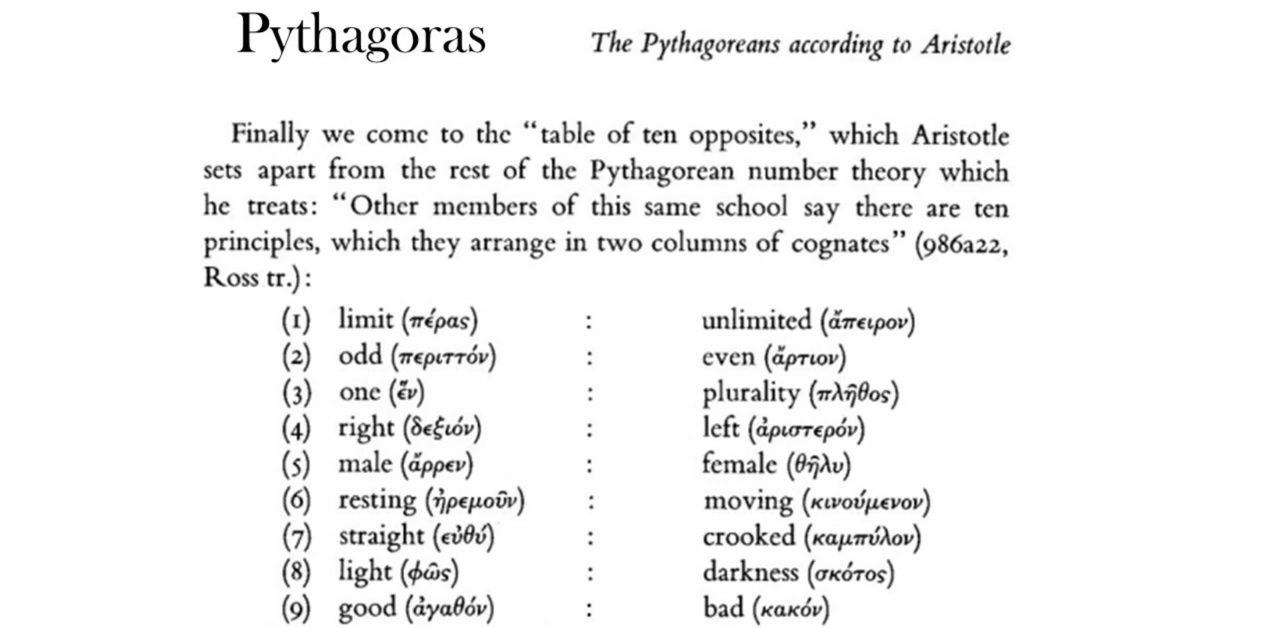 Pythagoras The Pythagoreans according to Aristotle
Finally we come to the “table of ten opposites,” which Aristotle
sets apart from the rest of the Pythagorean number theory which
he treats: “Other members of this same school say there are ten
principles, which they arrange in two columns of cognates” (986a22,
Ross tr.):
(1) limit (πέρας) : unlimited (ἄπειρον)
(2) odd (περιττόν) : even (ἄρτιον)
(3) one (ἕν) : plurality (πλῆθος)
(4) right (δεξιόν) : left (ἀριστερόν)
(5) male (ἄρρεν) : female (θῆλυ)
(6) resting (ἠρεμοῦν) : moving (κινούμενον)
(7) straight (εὐθύ) : crooked (καμπύλον)
(8) light (φῶς) : darkness (σκότος)
(9) good (ἀγαθόν) : bad (κακόν)